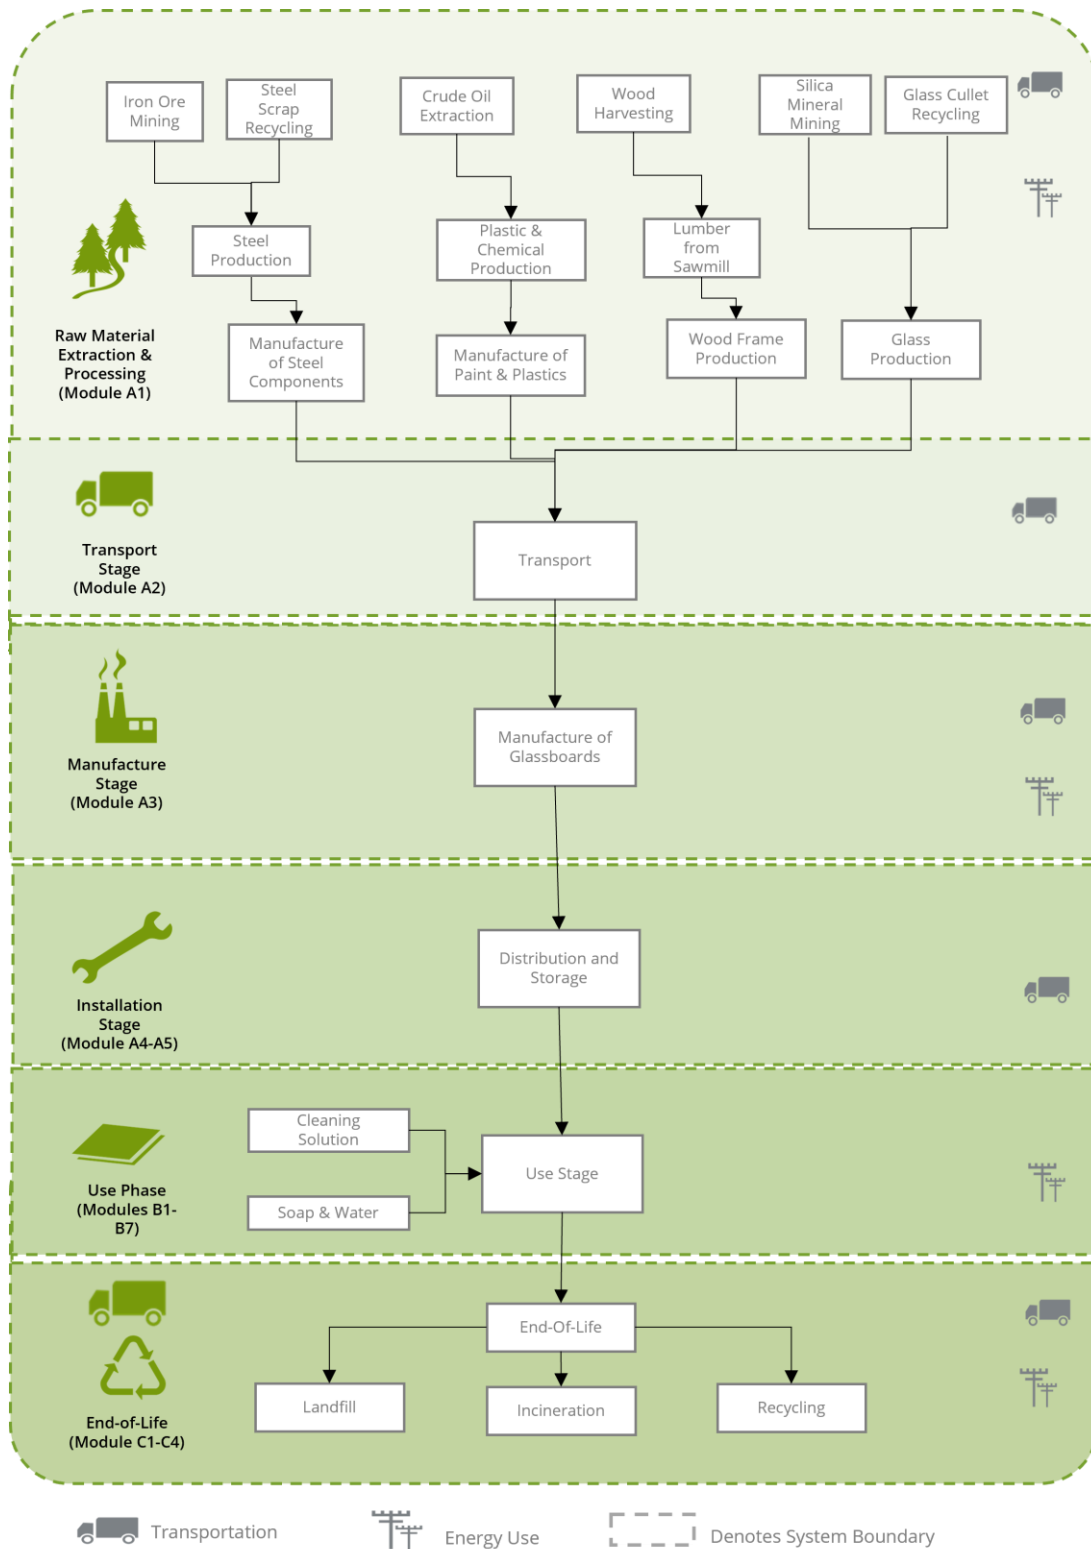 Iron Ore
Mining
Steel
Scrap
Recycling
Crude Oil
Extraction
Wood
Harvesting
Silica
Mineral
Mining
Glass Cullet
Recycling
Steel
Production
Plastic &
Chemical
Production
Lumber
from
Sawmill
Raw Material
Extraction &
Processing
(Module A1)
Manufacture
of Steel
Components
Manufacture of
Paint & Plastics
Wood Frame
Production
Glass
Production
Transport
Stage
(Module A2)
Transport
Manufacture
Stage
(Module A3)
Manufacture of
Glassboards
Installation
Stage
(Module A4-A5)
Distribution and
Storage
Use Phase
(Modules B1-
B7)
Cleaning
Solution
Soap & Water
Use Stage
End-of-Life
(Module C1-C4)
End-Of-Life
Landfill
Incineration
Recycling
Transportation
Energy Use
Denotes System Boundary